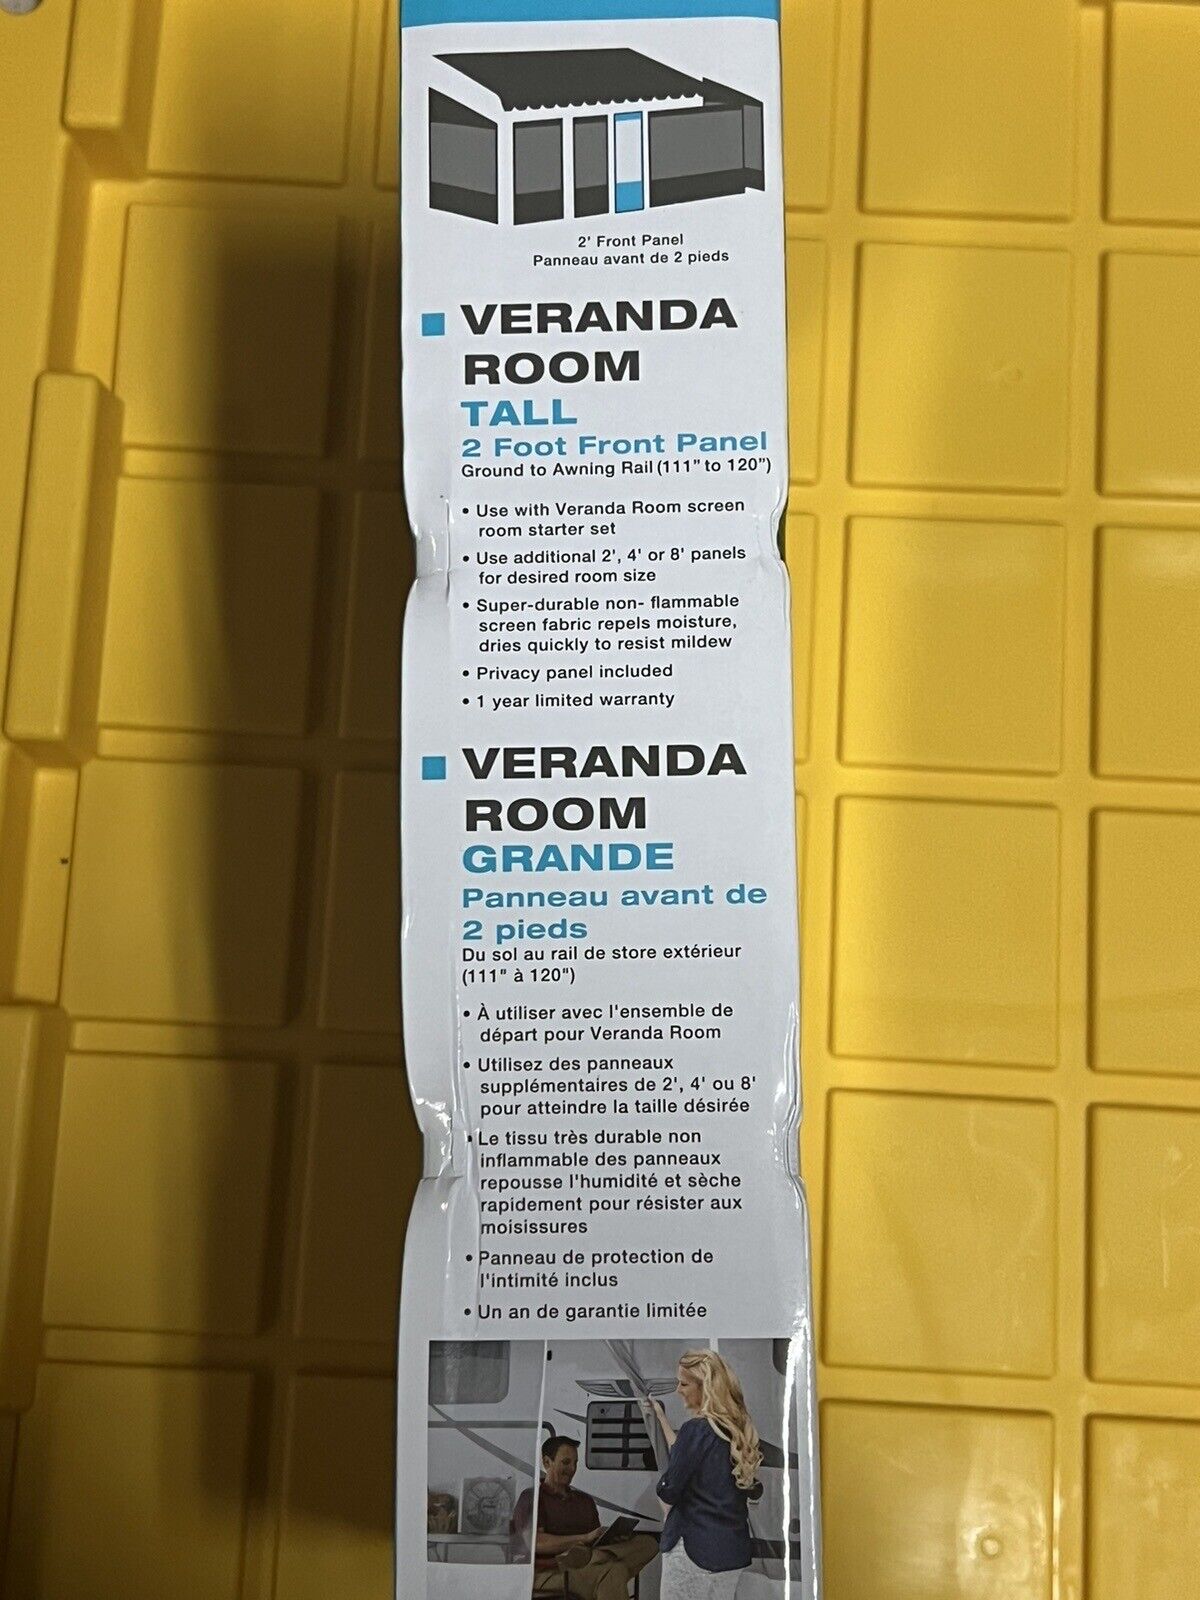 2' Front Panel
Panneau avant de 2 pieds
VERANDA
ROOM
TALL
2 Foot Front Panel
Ground to Awning Rail (111" to 120")
• Use with Veranda Room screen
room starter set
• Use additional 2', 4' or 8' panels
for desired room size
• Super-durable non- flammable
screen fabric repels moisture,
dries quickly to resist mildew
• Privacy panel included
• 1 year limited warranty
VERANDA
ROOM
GRANDE
Panneau avant de
2 pieds
Du sol au rail de store extérieur
(111" à 120")
• À utiliser avec l'ensemble de
départ pour Veranda Room
• Utilisez des panneaux
supplémentaires de 2', 4' ou 8'
pour atteindre la taille désirée
• Le tissu très durable non
inflammable des panneaux
repousse l'humidité et sèche
rapidement pour résister aux
moisissures
• Panneau de protection de
l'intimité inclus
• Un an de garantie limitée